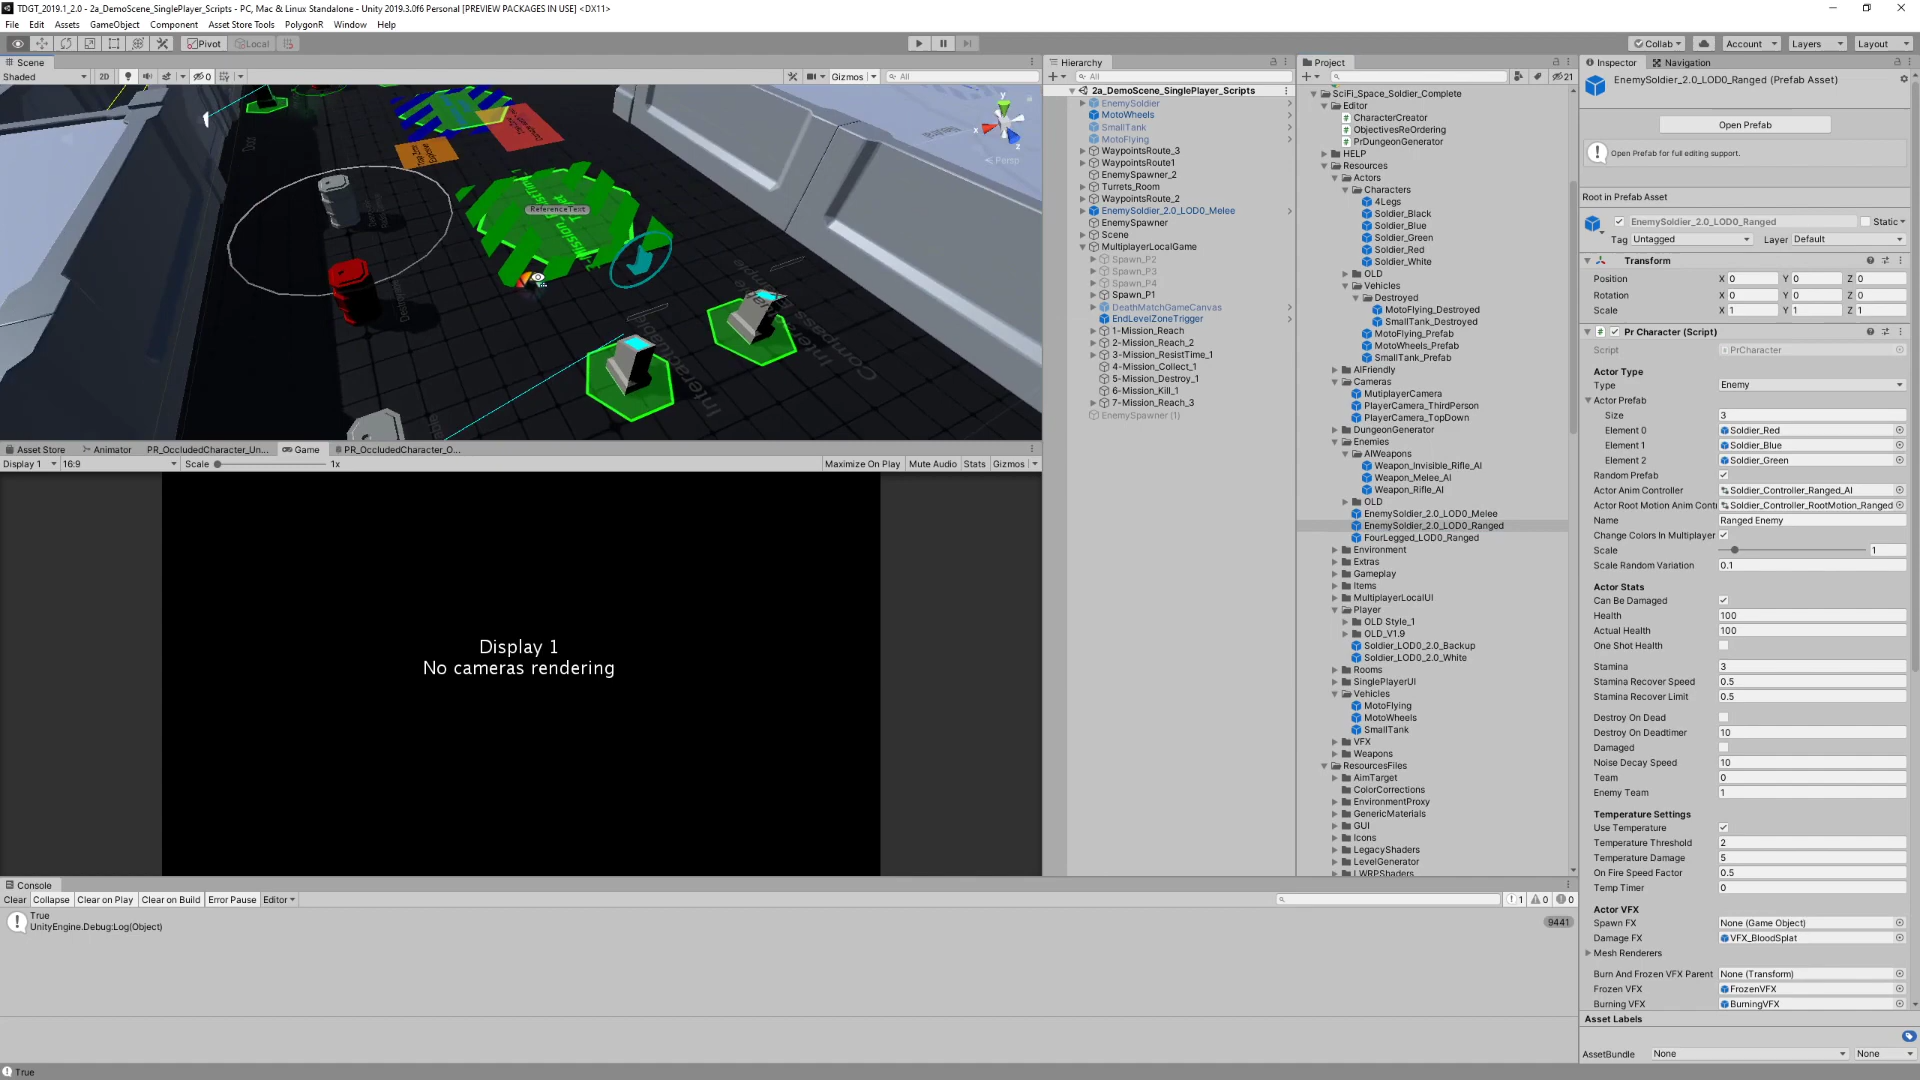 TDGT_2019.1_2.0 - 2a_DemoScene_SinglePlayer_Scripts - PC, Mac & Linux Standalone - Unity 2019.3.0f6 Personal [PREVIEW PACKAGES IN USE] <DX11>
File Edit Assets GameObject Component Asset Store Tools PolygonR Window Help
Pivot Local
Collab Account Layers Layout
Scene
Shaded 2D 0 Gizmos All
Persp
ReferenceText
Asset Store Animator PR_OccludedCharacter_Un... Game PR_OccludedCharacter_O...
Display 1 16:9 Scale 1x Maximize On Play Mute Audio Stats Gizmos
Display 1
No cameras rendering
Console
Clear Collapse Clear on Play Clear on Build Error Pause Editor 1 0 0
True
UnityEngine.Debug:Log(Object)
9441
True
Hierarchy
All
2a_DemoScene_SinglePlayer_Scripts
EnemySoldier
MotoWheels
SmallTank
MotoFlying
WaypointsRoute_3
WaypointsRoute1
EnemySpawner_2
Turrets_Room
WaypointsRoute_2
EnemySoldier_2.0_LOD0_Melee
EnemySpawner
Scene
MultiplayerLocalGame
Spawn_P2
Spawn_P3
Spawn_P4
Spawn_P1
DeathMatchGameCanvas
EndLevelZoneTrigger
1-Mission_Reach
2-Mission_Reach_2
3-Mission_ResistTime_1
4-Mission_Collect_1
5-Mission_Destroy_1
6-Mission_Kill_1
7-Mission_Reach_3
EnemySpawner (1)
Project
21
SciFi_Space_Soldier_Complete
Editor
CharacterCreator
ObjectivesReOrdering
PrDungeonGenerator
HELP
Resources
Actors
Characters
4Legs
Soldier_Black
Soldier_Blue
Soldier_Green
Soldier_Red
Soldier_White
OLD
Vehicles
Destroyed
MotoFlying_Destroyed
SmallTank_Destroyed
MotoFlying_Prefab
MotoWheels_Prefab
SmallTank_Prefab
AIFriendly
Cameras
MutiplayerCamera
PlayerCamera_ThirdPerson
PlayerCamera_TopDown
DungeonGenerator
Enemies
AIWeapons
Weapon_Invisible_Rifle_AI
Weapon_Melee_AI
Weapon_Rifle_AI
OLD
EnemySoldier_2.0_LOD0_Melee
EnemySoldier_2.0_LOD0_Ranged
FourLegged_LOD0_Ranged
Environment
Extras
Gameplay
Items
MultiplayerLocalUI
Player
OLD Style_1
OLD_V1.9
Soldier_LOD0_2.0_Backup
Soldier_LOD0_2.0_White
Rooms
SinglePlayerUI
Vehicles
MotoFlying
MotoWheels
SmallTank
VFX
Weapons
ResourcesFiles
AimTarget
ColorCorrections
EnvironmentProxy
GenericMaterials
GUI
Icons
LegacyShaders
LevelGenerator
LWRPShaders
Inspector Navigation
EnemySoldier_2.0_LOD0_Ranged (Prefab Asset)
Open Prefab
Open Prefab for full editing support.
Root in Prefab Asset
EnemySoldier_2.0_LOD0_Ranged Static
Tag Untagged Layer Default
Transform
Position X 0 Y 0 Z 0
Rotation X 0 Y 0 Z 0
Scale X 1 Y 1 Z 1
Pr Character (Script)
Script PrCharacter
Actor Type
Type Enemy
Actor Prefab
Size 3
Element 0 Soldier_Red
Element 1 Soldier_Blue
Element 2 Soldier_Green
Random Prefab
Actor Anim Controller Soldier_Controller_Ranged_AI
Actor Root Motion Anim Conti Soldier_Controller_RootMotion_Ranged
Name Ranged Enemy
Change Colors In Multiplayer
Scale 1
Scale Random Variation 0.1
Actor Stats
Can Be Damaged
Health 100
Actual Health 100
One Shot Health
Stamina 3
Stamina Recover Speed 0.5
Stamina Recover Limit 0.5
Destroy On Dead
Destroy On Deadtimer 10
Damaged
Noise Decay Speed 10
Team 0
Enemy Team 1
Temperature Settings
Use Temperature
Temperature Threshold 2
Temperature Damage 5
On Fire Speed Factor 0.5
Temp Timer 0
Actor VFX
Spawn FX None (Game Object)
Damage FX VFX_BloodSplat
Mesh Renderers
Burn And Frozen VFX Parent None (Transform)
Frozen VFX FrozenVFX
Burning VFX BurningVFX
Asset Labels
AssetBundle None None